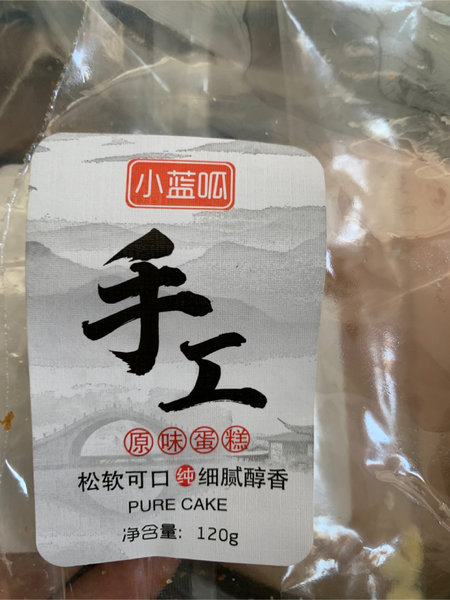 小蓝呱
手工
原味蛋糕
松软可口纯细腻醇香
PURE CAKE
净含量: 120g